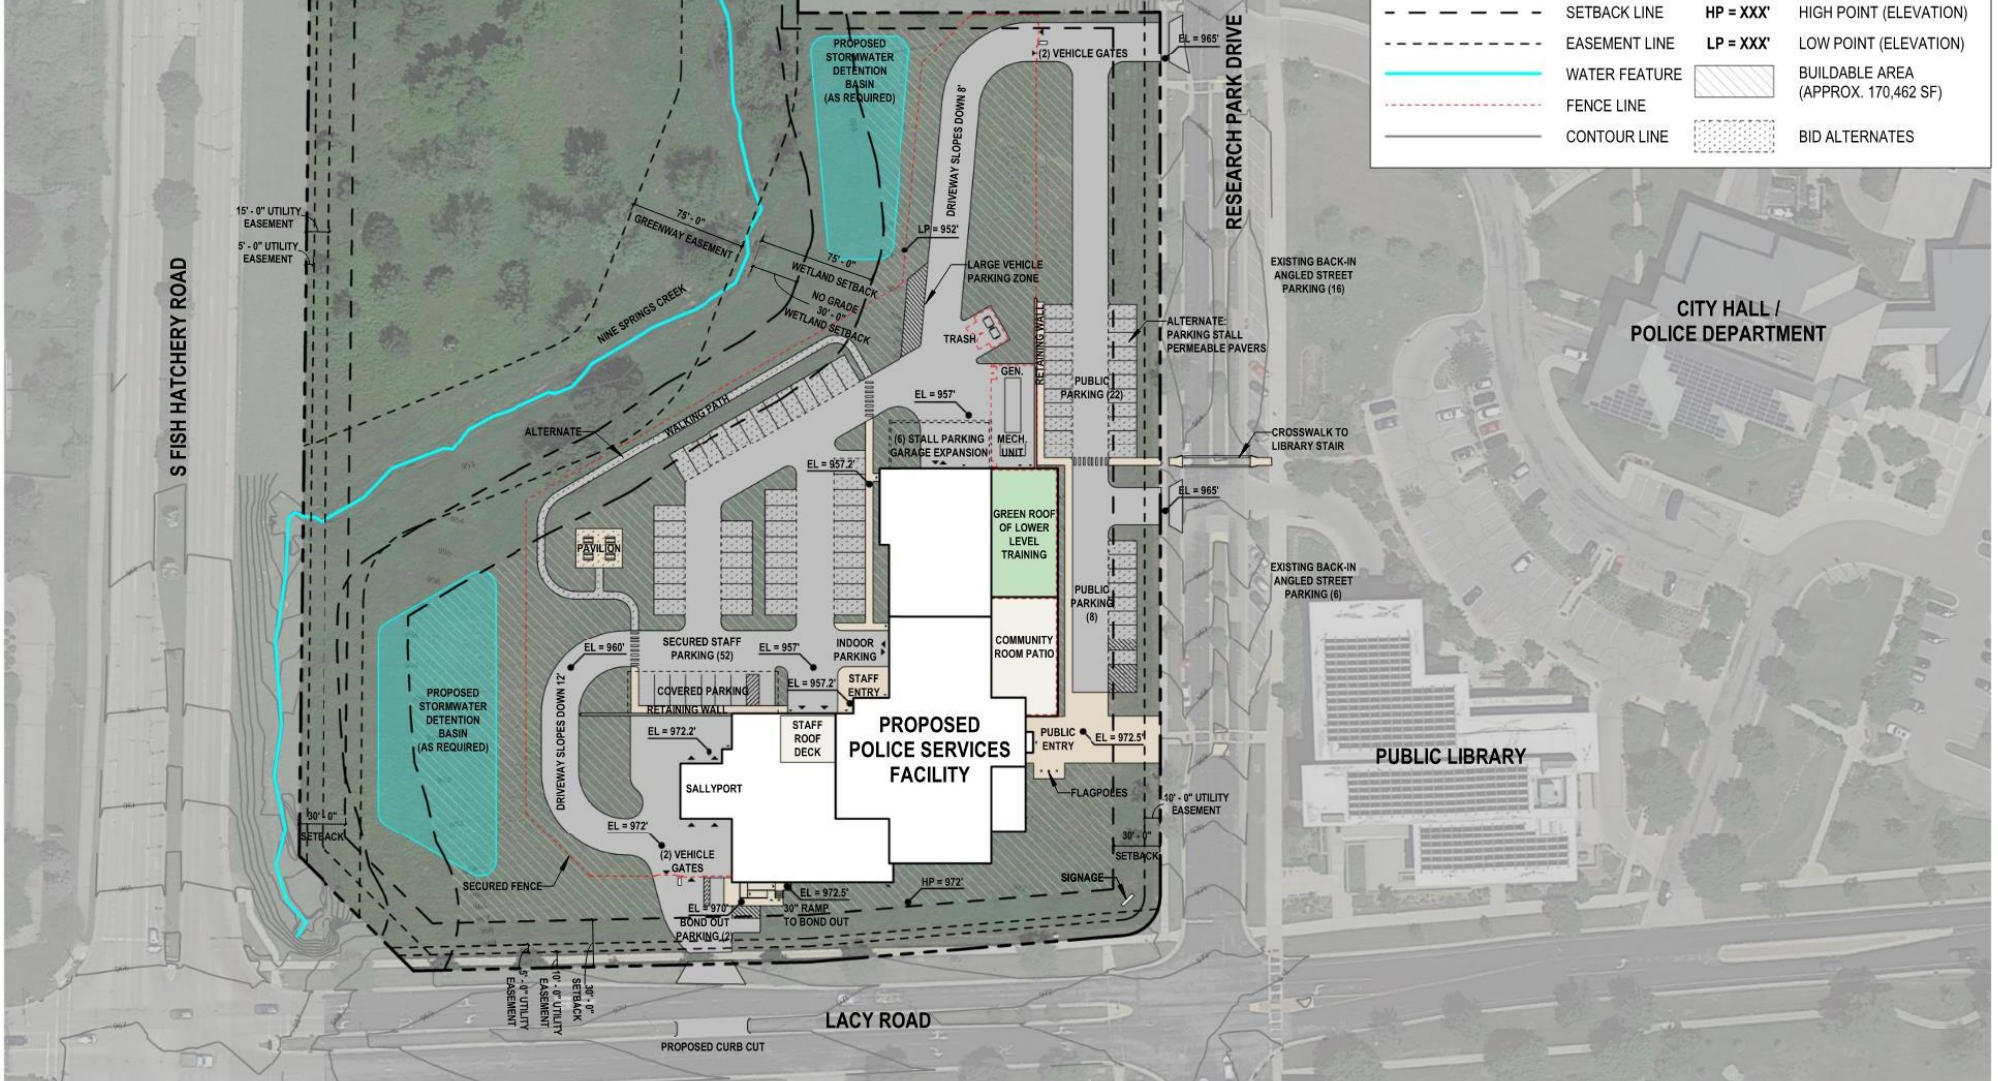 SETBACK LINE
EASEMENT LINE
WATER FEATURE
FENCE LINE
CONTOUR LINE
HP = XXX'
HIGH POINT (ELEVATION)
LP = XXX'
LOW POINT (ELEVATION)
BUILDABLE AREA
(APPROX. 170,462 SF)
BID ALTERNATES
PROPOSED
STORMWATER
DETENTION
BASIN
(AS REQUIRED)
(2) VEHICLE GATES
EL = 965'
RESEARCH PARK DRIVE
DRIVEWAY SLOPES DOWN 8'
15' - 0" UTILITY
EASEMENT
5' - 0" UTILITY
EASEMENT
75' - 0"
GREENWAY EASEMENT
75' - 0"
WETLAND SETBACK
NO GRADE
30' - 0"
WETLAND SETBACK
LP = 952'
LARGE VEHICLE
PARKING ZONE
EXISTING BACK-IN
ANGLED STREET
PARKING (16)
NINE SPRINGS CREEK
S FISH HATCHERY ROAD
CITY HALL /
POLICE DEPARTMENT
TRASH
RETAINING WALL
ALTERNATE:
PARKING STALL
PERMEABLE PAVERS
GEN.
EL = 957'
PUBLIC
PARKING (22)
WALKING PATH
ALTERNATE
(6) STALL PARKING
GARAGE EXPANSION
MECH.
UNIT
CROSSWALK TO
LIBRARY STAIR
EL = 957.2'
EL = 965'
GREEN ROOF
OF LOWER
LEVEL
TRAINING
PAVILION
EXISTING BACK-IN
ANGLED STREET
PARKING (6)
PUBLIC
PARKING
(8)
EL = 960'
SECURED STAFF
PARKING (52)
EL = 957'
INDOOR
PARKING
COMMUNITY
ROOM PATIO
EL = 957.2'
STAFF
ENTRY
COVERED PARKING
RETAINING WALL
PROPOSED
STORMWATER
DETENTION
BASIN
(AS REQUIRED)
DRIVEWAY SLOPES DOWN 12'
EL = 972.2'
STAFF
ROOF
DECK
PROPOSED
POLICE SERVICES
FACILITY
PUBLIC
ENTRY
EL = 972.5'
PUBLIC LIBRARY
SALLYPORT
FLAGPOLES
10' - 0" UTILITY
EASEMENT
30' - 0"
SETBACK
EL = 972'
(2) VEHICLE
GATES
30' - 0"
SETBACK
SECURED FENCE
EL = 970'
BOND OUT
PARKING (2)
EL = 972.5'
30" RAMP
TO BOND OUT
HP = 972'
SIGNAGE
5' - 0" UTILITY
EASEMENT
10' - 0" UTILITY
EASEMENT
30' - 0"
SETBACK
LACY ROAD
PROPOSED CURB CUT